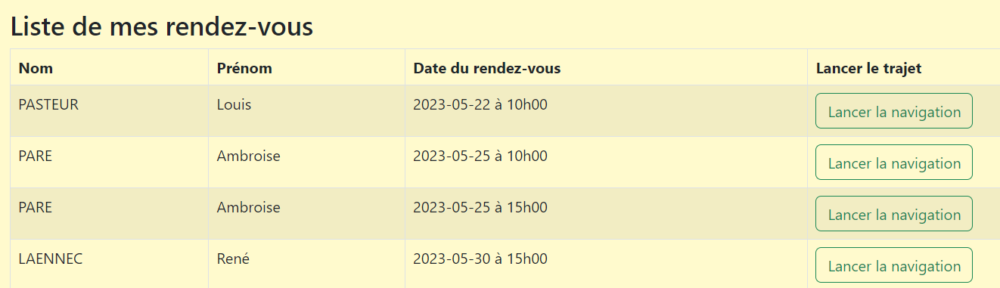 Liste de mes rendez-vous
Nom Prénom Date du rendez-vous Lancer le trajet
PASTEUR Louis 2023-05-22 à 10h00 Lancer la navigation
PARE Ambroise 2023-05-25 à 10h00 Lancer la navigation
PARE Ambroise 2023-05-25 à 15h00 Lancer la navigation
LAENNEC René 2023-05-30 à 15h00 Lancer la navigation